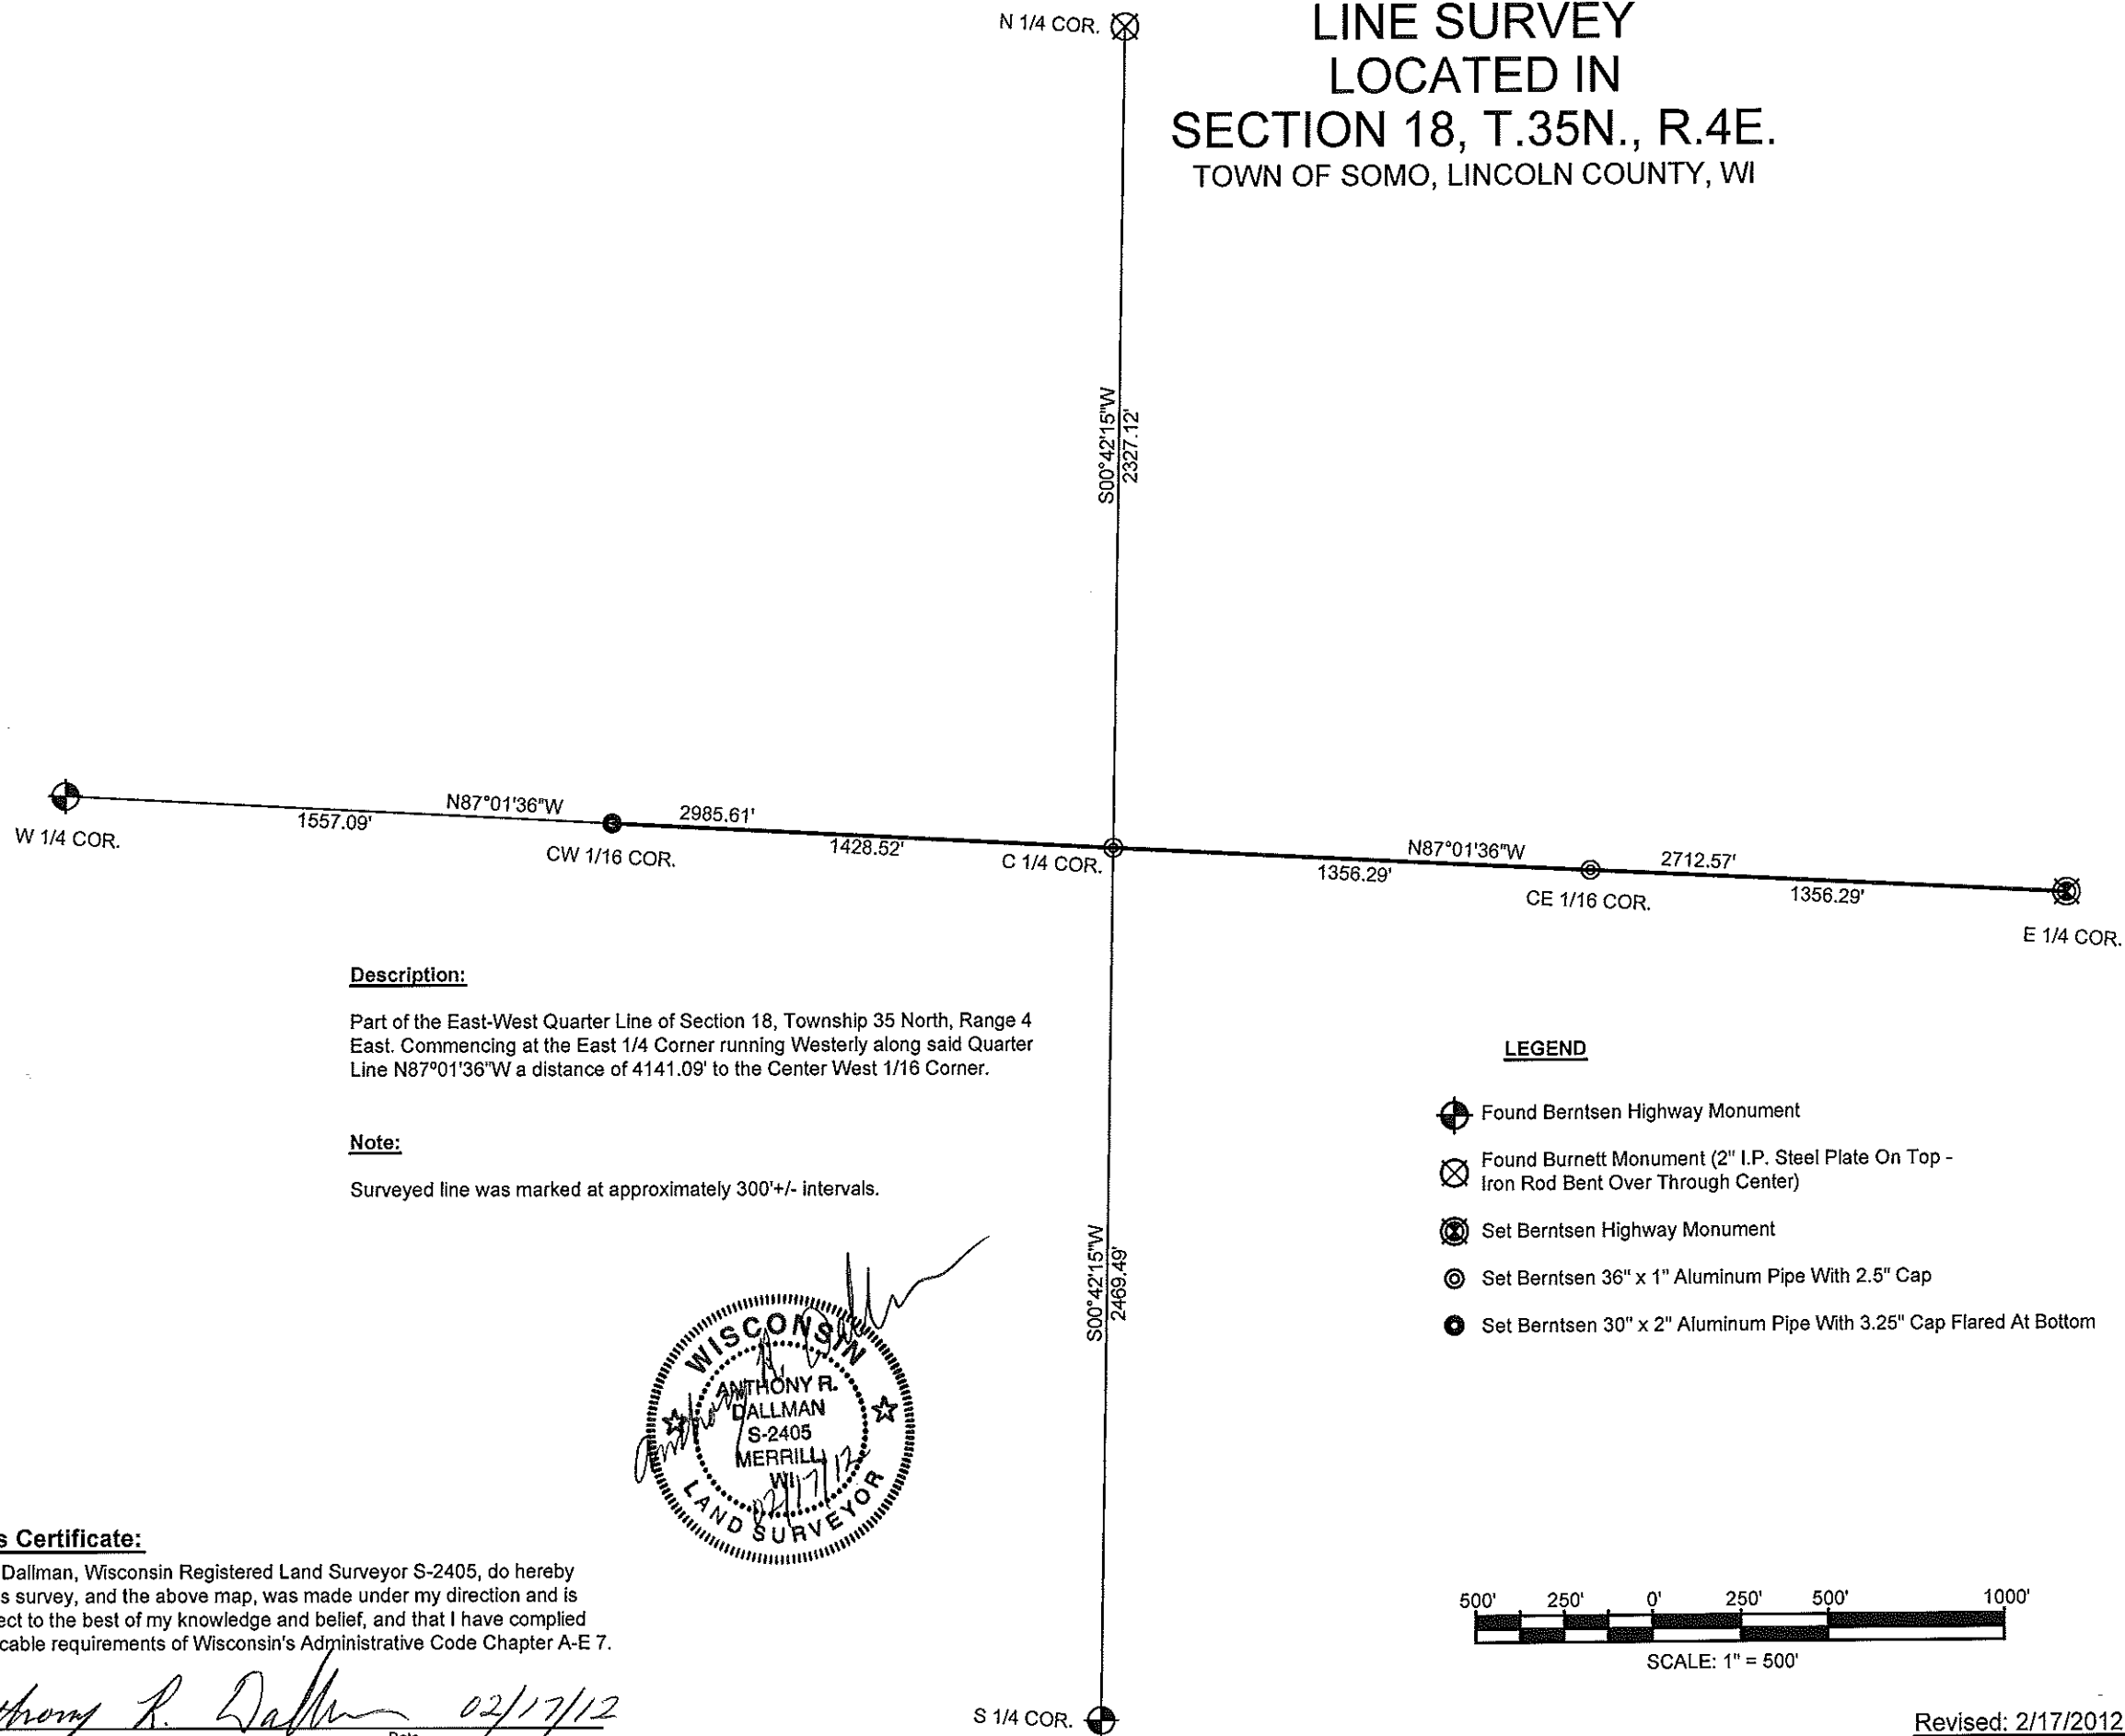 N 1/4 COR.
LINE SURVEY
LOCATED IN
SECTION 18, T.35N., R.4E.
TOWN OF SOMO, LINCOLN COUNTY, WI
S00°42'15"W
2327.12'
W 1/4 COR.
1557.09'
N87°01'36"W
CW 1/16 COR.
2985.61'
1428.52'
C 1/4 COR.
1356.29'
N87°01'36"W
CE 1/16 COR.
2712.57'
1356.29'
E 1/4 COR.
Description:
Part of the East-West Quarter Line of Section 18, Township 35 North, Range 4
East. Commencing at the East 1/4 Corner running Westerly along said Quarter
Line N87º01'36"W a distance of 4141.09' to the Center West 1/16 Corner.
Note:
Surveyed line was marked at approximately 300'+/- intervals.
LEGEND
Found Berntsen Highway Monument
Found Burnett Monument (2" I.P. Steel Plate On Top -
Iron Rod Bent Over Through Center)
Set Berntsen Highway Monument
Set Berntsen 36" x 1" Aluminum Pipe With 2.5" Cap
Set Berntsen 30" x 2" Aluminum Pipe With 3.25" Cap Flared At Bottom
S00°42'15"W
2469.49'
Anthony R. Dallman
WISCONSIN
ANTHONY R.
DALLMAN
S-2405
MERRILL,
WI
02/17/12
LAND SURVEYOR
s Certificate:
Dallman, Wisconsin Registered Land Surveyor S-2405, do hereby
s survey, and the above map, was made under my direction and is
ect to the best of my knowledge and belief, and that I have complied
cable requirements of Wisconsin's Administrative Code Chapter A-E 7.
thony R. Dallman 02/17/12
Date
S 1/4 COR.
500' 250' 0' 250' 500' 1000'
SCALE: 1" = 500'
Revised: 2/17/2012